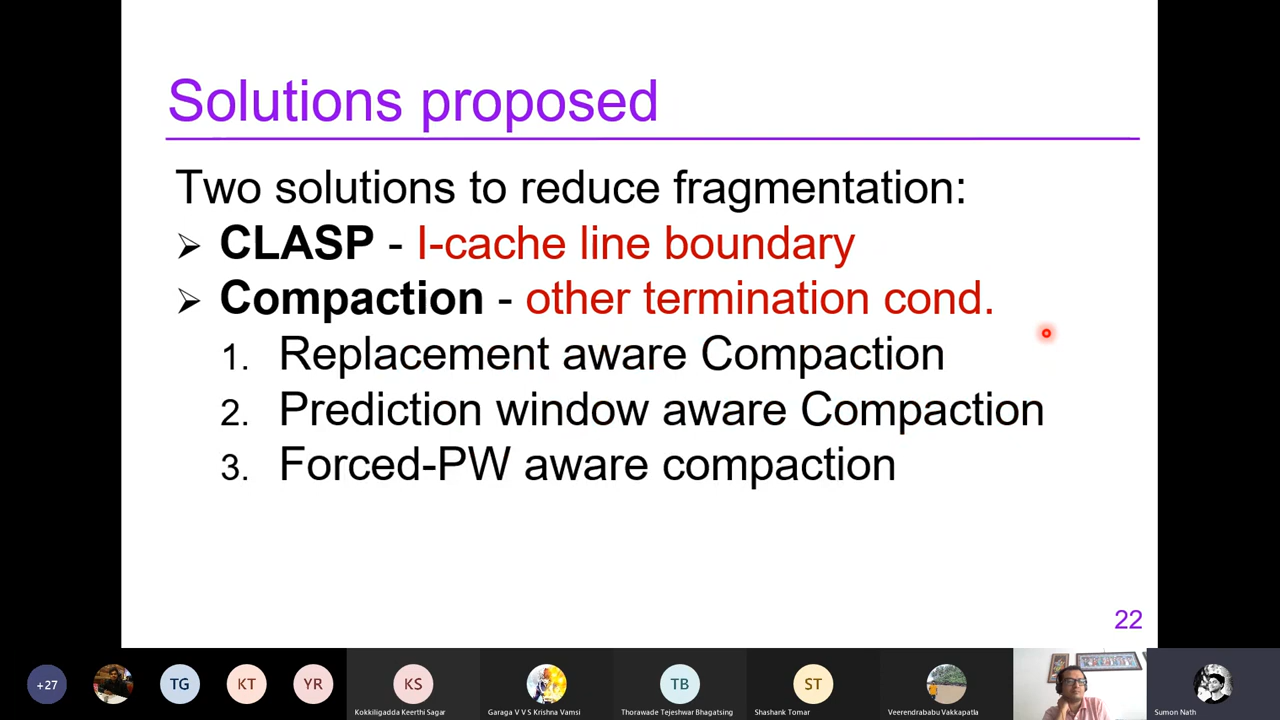 Solutions proposed
Two solutions to reduce fragmentation:
➢ CLASP - I-cache line boundary
➢ Compaction - other termination cond.
1. Replacement aware Compaction
2. Prediction window aware Compaction
3. Forced-PW aware compaction
22
+27
TG
KT
YR
KS
TB
ST
Kokkiligadda Keerthi Sagar
Garaga V V S Krishna Vamsi
Thorawade Tejeshwar Bhagatsing
Shashank Tomar
Veerendrababu Vakkapatla
Sumon Nath